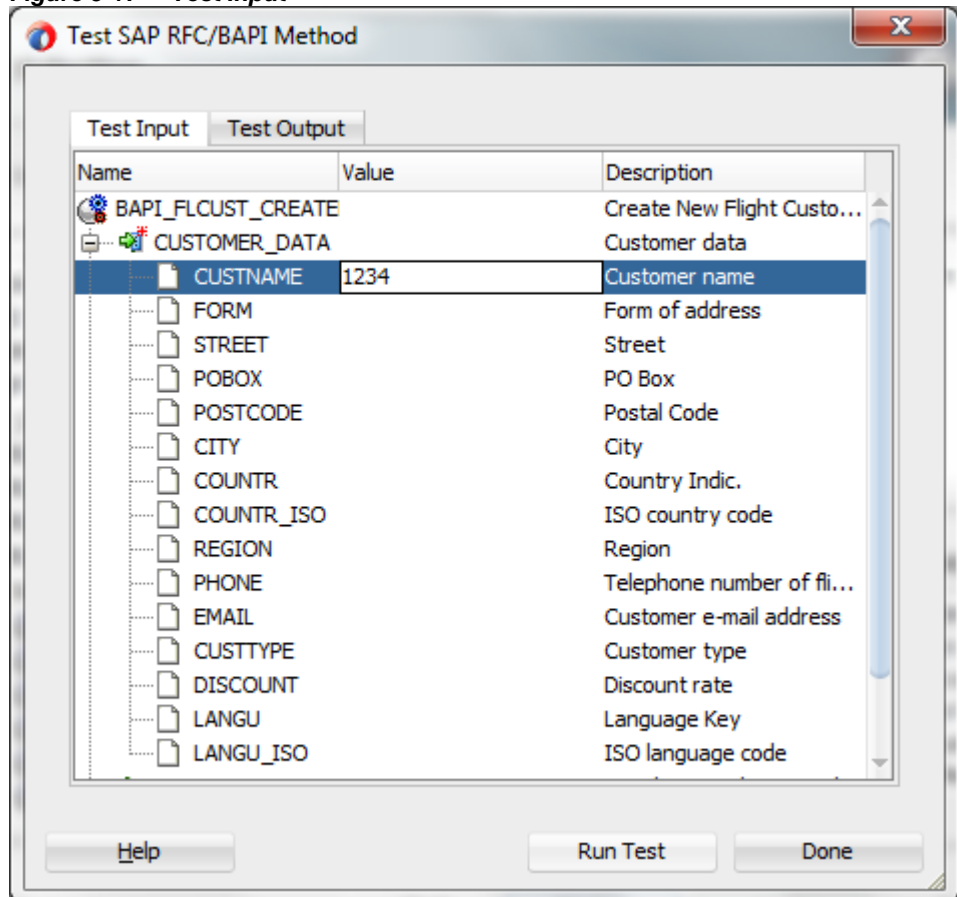 Test Input
Test SAP RFC/BAPI Method
Test Input Test Output
Name Value Description
BAPI_FLCUST_CREATE Create New Flight Custo...
CUSTOMER_DATA Customer data
CUSTNAME 1234 Customer name
FORM Form of address
STREET Street
POBOX PO Box
POSTCODE Postal Code
CITY City
COUNTR Country Indic.
COUNTR_ISO ISO country code
REGION Region
PHONE Telephone number of fli...
EMAIL Customer e-mail address
CUSTTYPE Customer type
DISCOUNT Discount rate
LANGU Language Key
LANGU_ISO ISO language code
Help Run Test Done